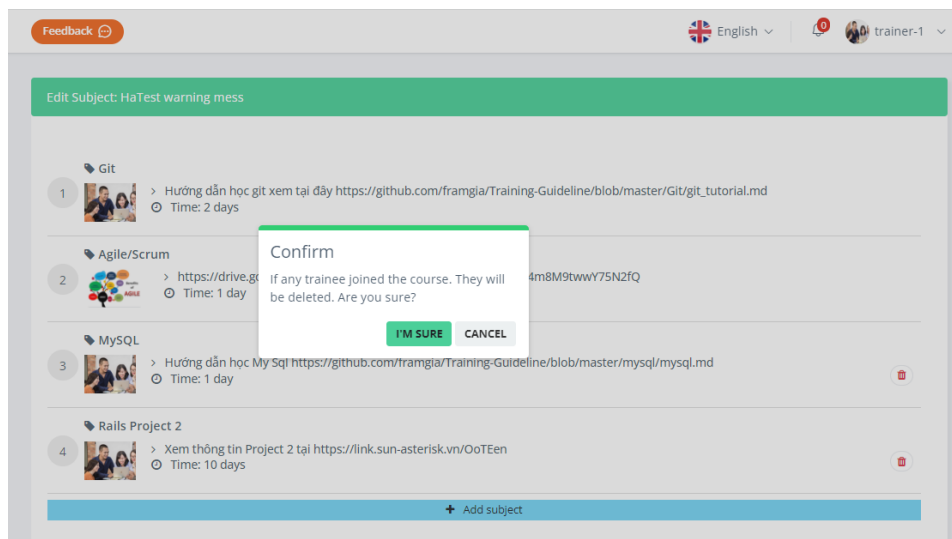 Feedback
English
0
trainer-1
Edit Subject: HaTest warning mess
Git
1
> Hướng dẫn học git xem tại đây https://github.com/framgia/Training-Guideline/blob/master/Git/git_tutorial.md
Time: 2 days
Agile/Scrum
2
> https://drive.go 4m8M9twwY75N2fQ
Time: 1 day
Confirm
If any trainee joined the course. They will
be deleted. Are you sure?
I'M SURE CANCEL
MySQL
3
> Hướng dẫn học My Sql https://github.com/framgia/Training-Guideline/blob/master/mysql/mysql.md
Time: 1 day
Rails Project 2
4
> Xem thông tin Project 2 tại https://link.sun-asterisk.vn/OoTEen
Time: 10 days
+ Add subject